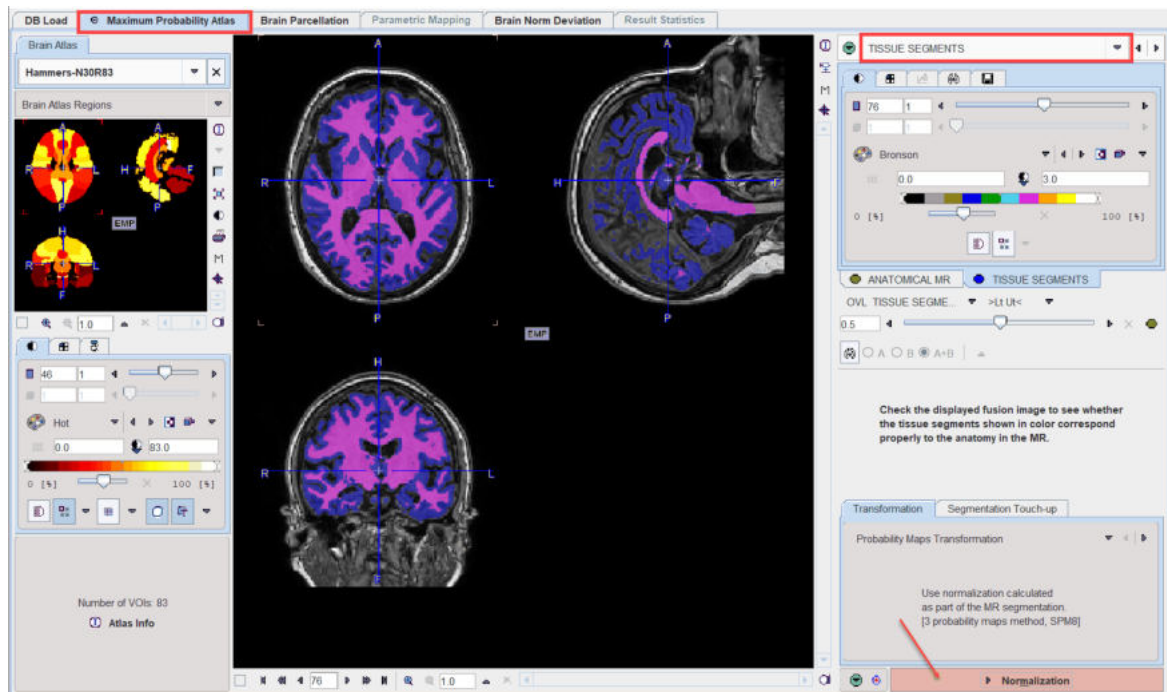 DB Load
Maximum Probability Atlas
Brain Parcellation
Parametric Mapping
Brain Norm Deviation
Result Statistics
Brain Atlas
Hammers-N30R83
Brain Atlas Regions
A
A
R
L
H
F
P
P
EMP
H
R
L
F
M
1.0
46
1
1
1
Hot
0.0
83.0
0 [%]
100 [%]
Number of VOIs: 83
Atlas Info
A
A
R
L
H
P
P
EMP
H
R
L
F
76
1.0
M
TISSUE SEGMENTS
76
1
1
1
Bronson
0.0
3.0
0 [%]
100 [%]
ANATOMICAL MR
TISSUE SEGMENTS
OVL TISSUE SEGME...
>Lt Ut<
0.5
A
B
A+B
Check the displayed fusion image to see whether
the tissue segments shown in color correspond
properly to the anatomy in the MR.
Transformation
Segmentation Touch-up
Probability Maps Transformation
Use normalization calculated
as part of the MR segmentation.
[3 probability maps method, SPM8]
Normalization